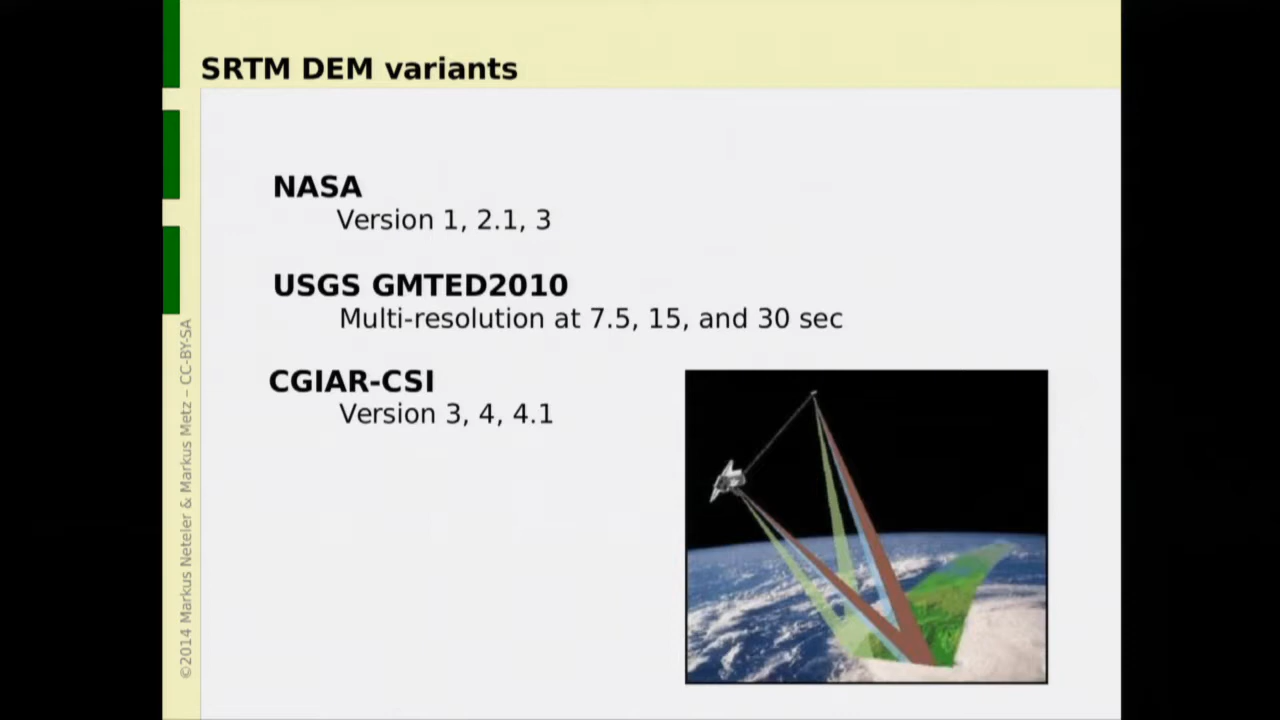 SRTM DEM variants
NASA
Version 1, 2.1, 3
USGS GMTED2010
Multi-resolution at 7.5, 15, and 30 sec
CGIAR-CSI
Version 3, 4, 4.1
©2014 Markus Neteler & Markus Metz – CC-BY-SA